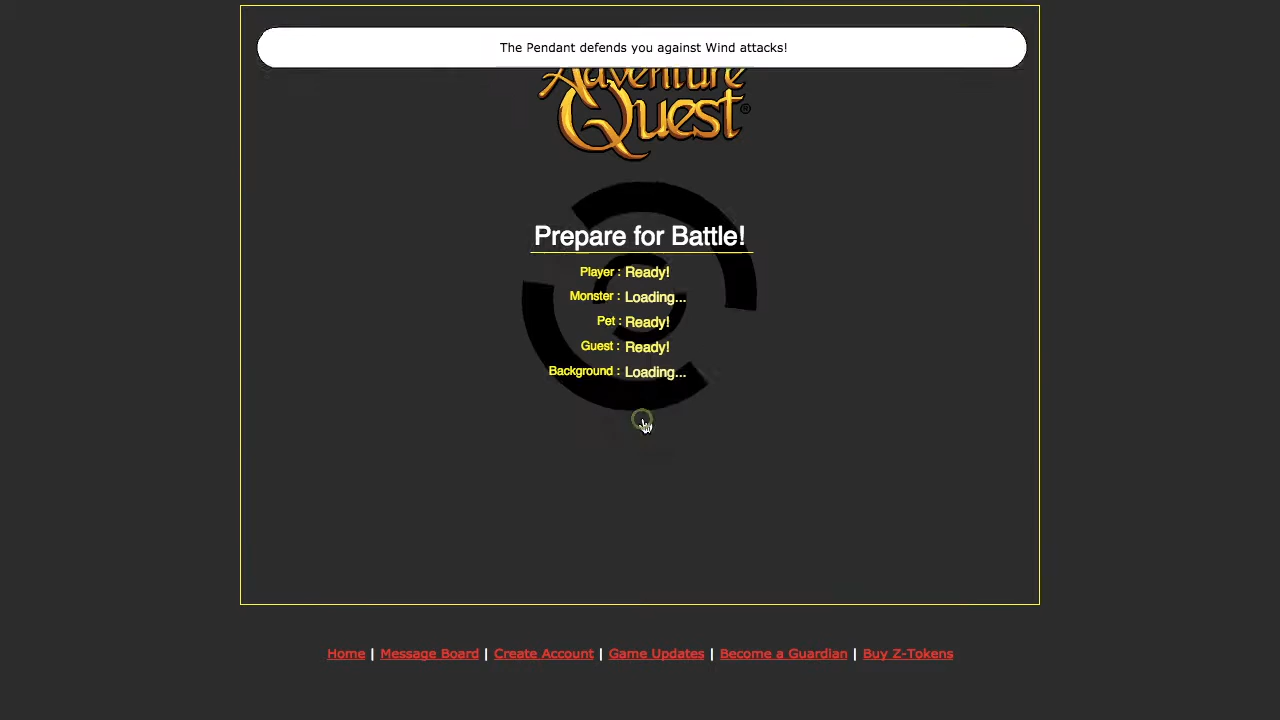 The Pendant defends you against Wind attacks!
Adventure
Quest®
Prepare for Battle!
Player : Ready!
Monster : Loading...
Pet : Ready!
Guest : Ready!
Background : Loading...
Home | Message Board | Create Account | Game Updates | Become a Guardian | Buy Z-Tokens